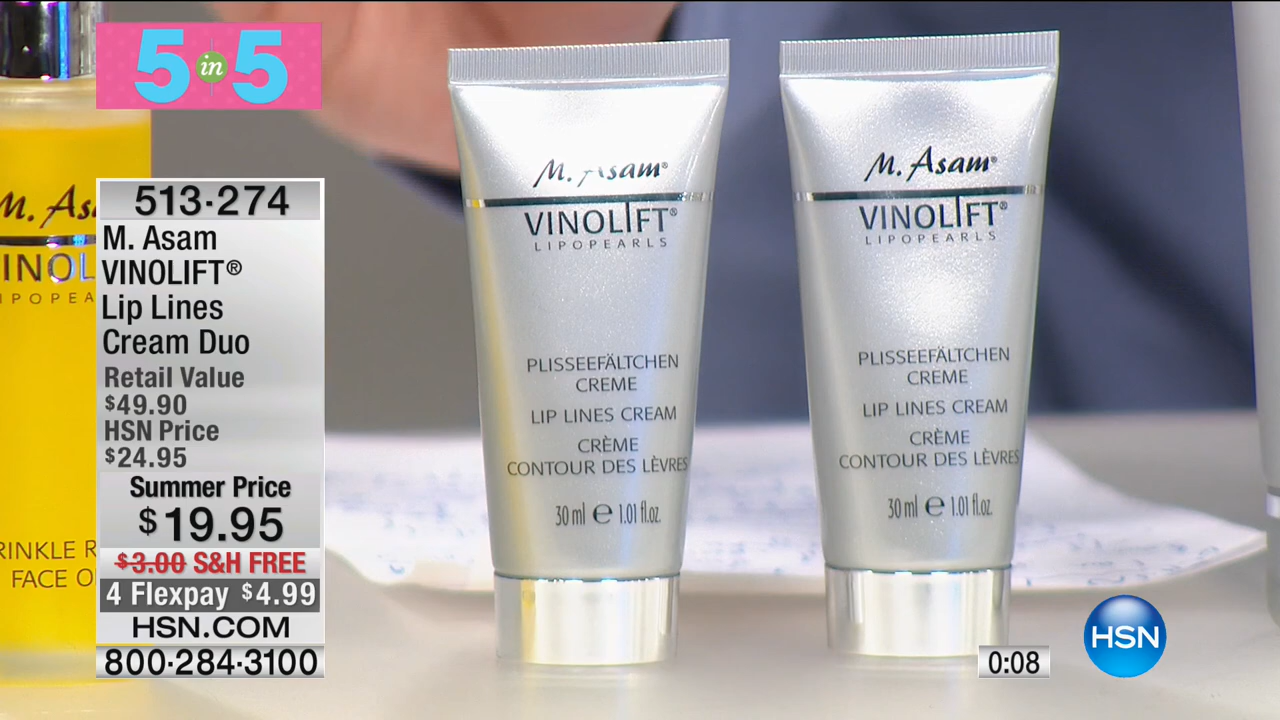 5 in 5
513·274
M. Asam
VINOLIFT®
Lip Lines
Cream Duo
Retail Value
$49.90
HSN Price
$24.95
Summer Price
$19.95
$3.00 S&H FREE
4 Flexpay $4.99
HSN.COM
800·284·3100
M. Asam®
VINOLIFT®
LIPOPEARLS
PLISSEEFÄLTCHEN
CREME
LIP LINES CREAM
CRÈME
CONTOUR DES LÈVRES
30 ml e 1.01 fl.oz.
M. Asam®
VINOLIFT®
LIPOPEARLS
PLISSEEFÄLTCHEN
CREME
LIP LINES CREAM
CRÈME
CONTOUR DES LÈVRES
30 ml e 1.01 fl.oz.
FACE
0:08
HSN